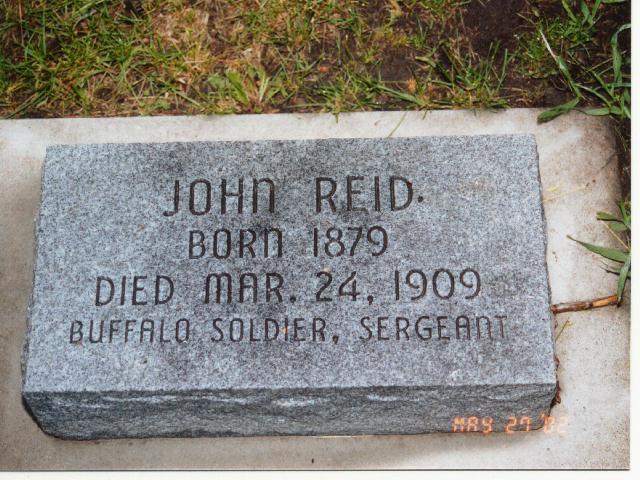 JOHN REID.
BORN 1879
DIED MAR. 24, 1909
BUFFALO SOLDIER, SERGEANT
MAY 27 '02